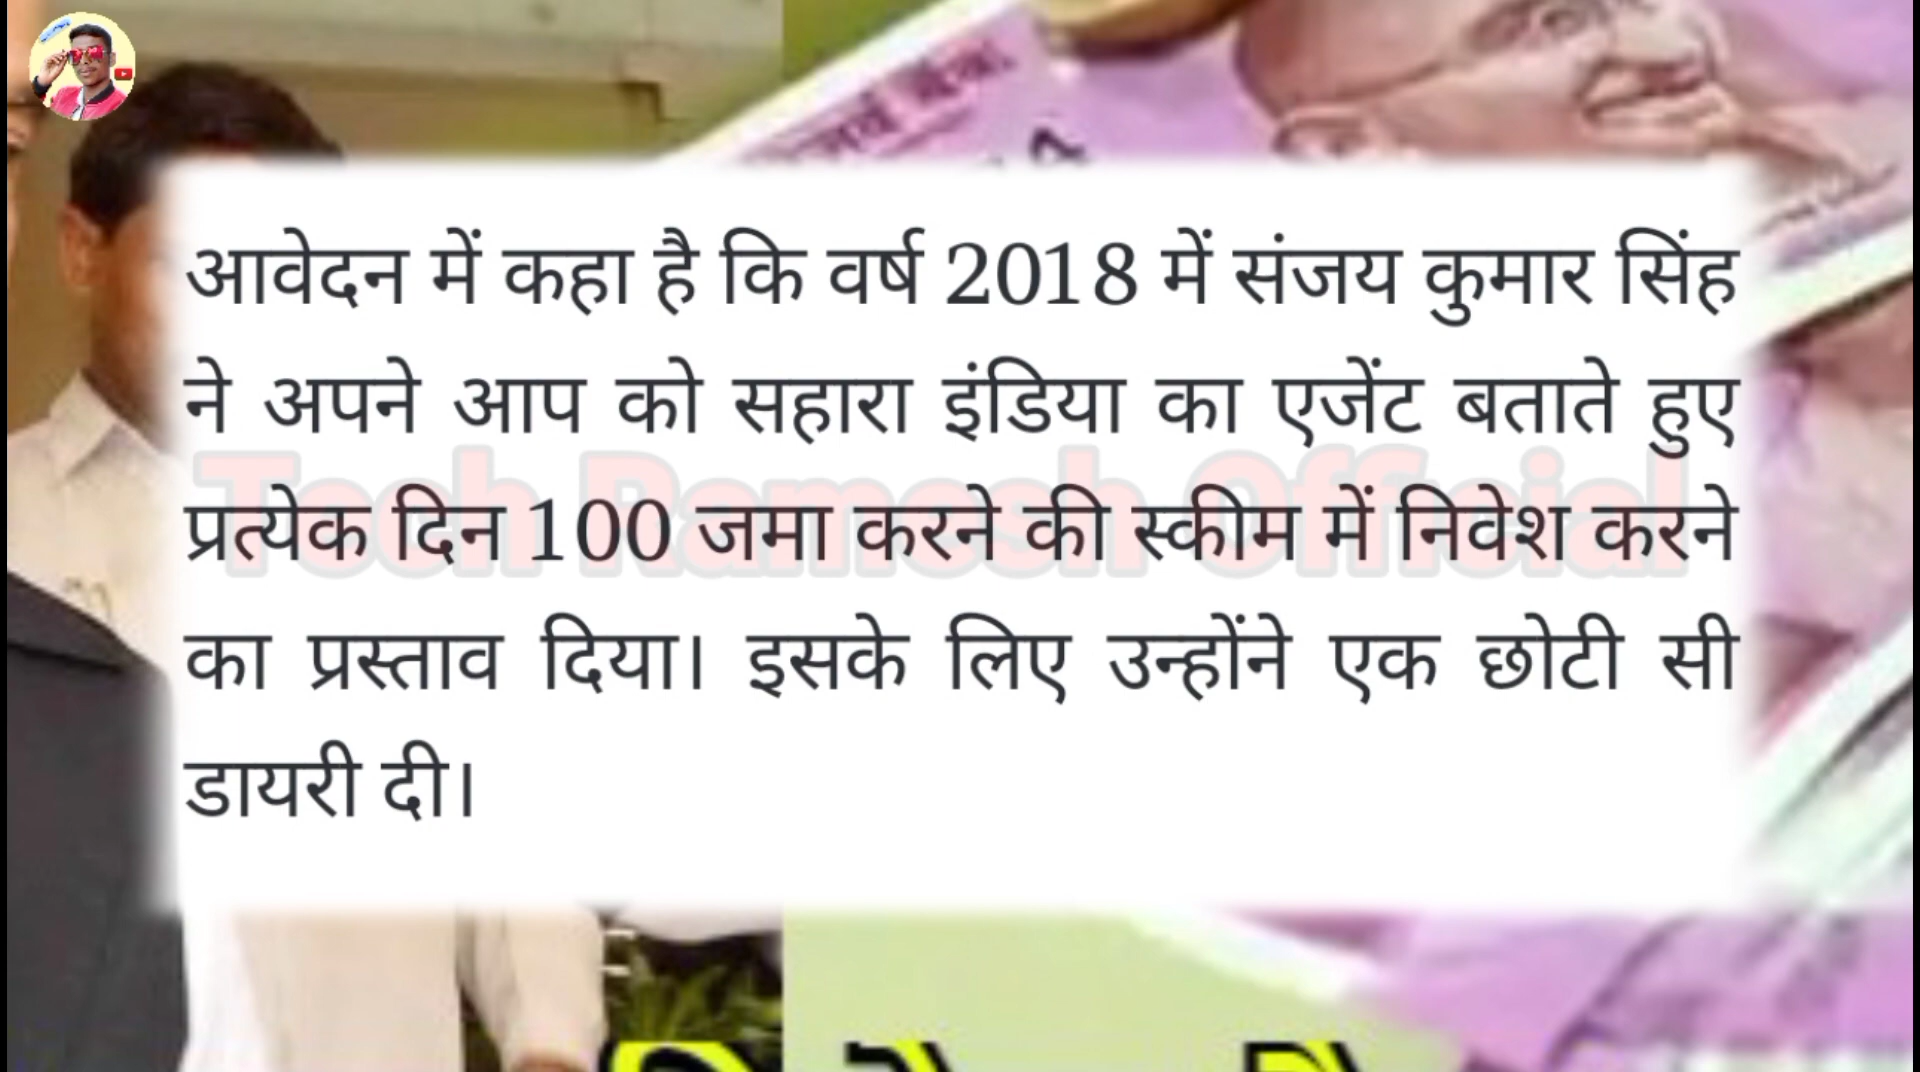 आवेदन में कहा है कि वर्ष 2018 में संजय कुमार सिंह
ने अपने आप को सहारा इंडिया का एजेंट बताते हुए
प्रत्येक दिन 100 जमा करने की स्कीम में निवेश करने
का प्रस्ताव दिया। इसके लिए उन्होंने एक छोटी सी
डायरी दी।
Tech Ramesh Official